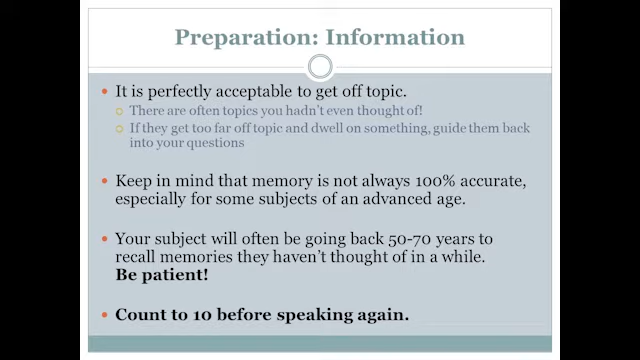 Preparation: Information
It is perfectly acceptable to get off topic.
There are often topics you hadn't even thought of!
If they get too far off topic and dwell on something, guide them back
into your questions
Keep in mind that memory is not always 100% accurate,
especially for some subjects of an advanced age.
Your subject will often be going back 50-70 years to
recall memories they haven't thought of in a while.
Be patient!
Count to 10 before speaking again.